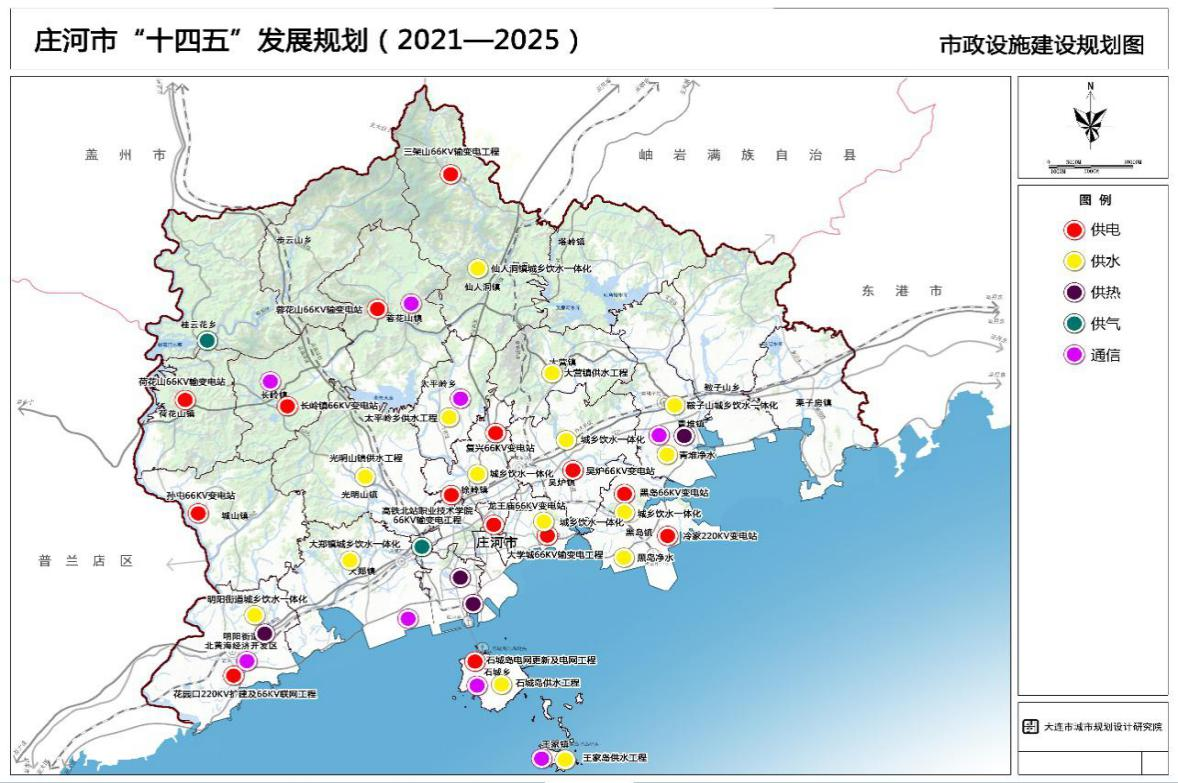 庄河市“十四五”发展规划(2021—2025)
市政设施建设规划图
盖州市
岫岩满族自治县
东港市
普兰店区
N
图例
供电
供水
供热
供气
通信
三架山66KV输变电工程
步云山乡
塔岭镇
仙人洞镇城乡饮水一体化
仙人洞镇
蓉花山66KV输变电站
蓉花山镇
桂云花乡
荷花山66KV输变电站
荷花山镇
长岭镇
长岭镇66KV变电站
太平岭乡
太平岭乡供水工程
大营镇
大营镇供水工程
鞍子山乡
鞍子山城乡饮水一体化
栗子房镇
青堆镇
青堆净水
复兴66KV变电站
城乡饮水一体化
吴炉66KV变电站
吴炉镇
光明山镇供水工程
光明山镇
城乡饮水一体化
徐岭镇
孙屯66KV变电站
城山镇
高铁北站职业技术学院
66KV输变电工程
龙王庙66KV变电站
城乡饮水一体化
黑岛66KV变电站
城乡饮水一体化
黑岛镇
冷家220KV变电站
黑岛净水
庄河市
大学城66KV输变电工程
大郑镇城乡饮水一体化
大郑镇
明阳街道城乡饮水一体化
明阳街道
北黄海经济开发区
花园口220KV扩建及66KV联网工程
石城岛电网更新及电网工程
石城乡
石城岛供水工程
王家镇
王家岛供水工程
大连市城市规划设计研究院